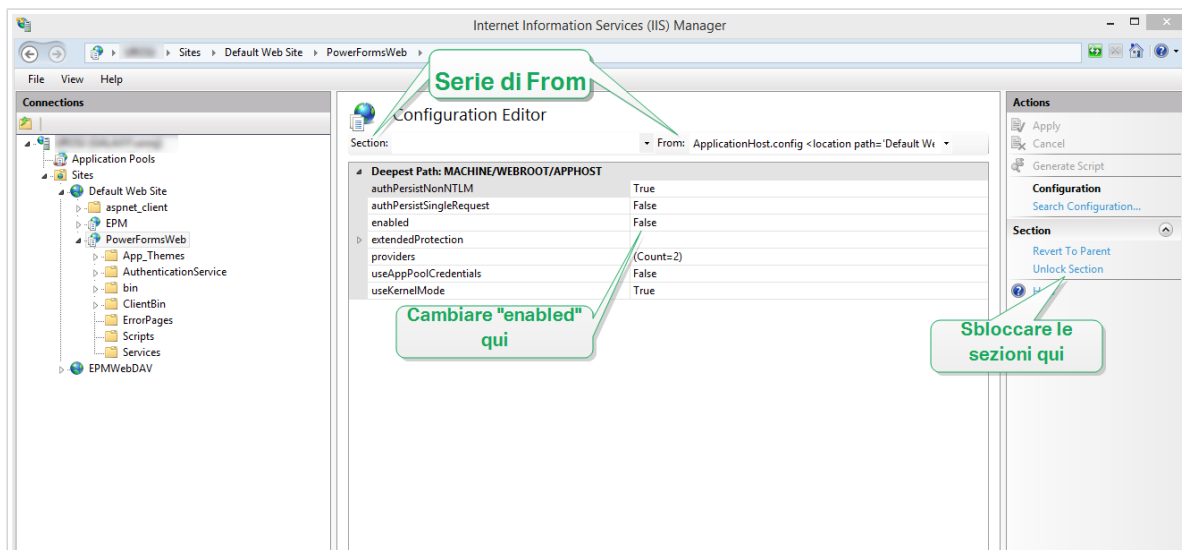 Internet Information Services (IIS) Manager
Sites Default Web Site PowerFormsWeb
File View Help
Serie di From
Connections
Application Pools
Sites
Default Web Site
aspnet_client
EPM
PowerFormsWeb
App_Themes
AuthenticationService
bin
ClientBin
ErrorPages
Scripts
Services
EPMWebDAV
Configuration Editor
Section:
From: ApplicationHost.config <location path='Default We
Deepest Path: MACHINE/WEBROOT/APPHOST
authPersistNonNTLM True
authPersistSingleRequest False
enabled False
extendedProtection
providers (Count=2)
useAppPoolCredentials False
useKernelMode True
Cambiare "enabled"
qui
Actions
Apply
Cancel
Generate Script
Configuration
Search Configuration...
Section
Revert To Parent
Unlock Section
Sbloccare le
sezioni qui